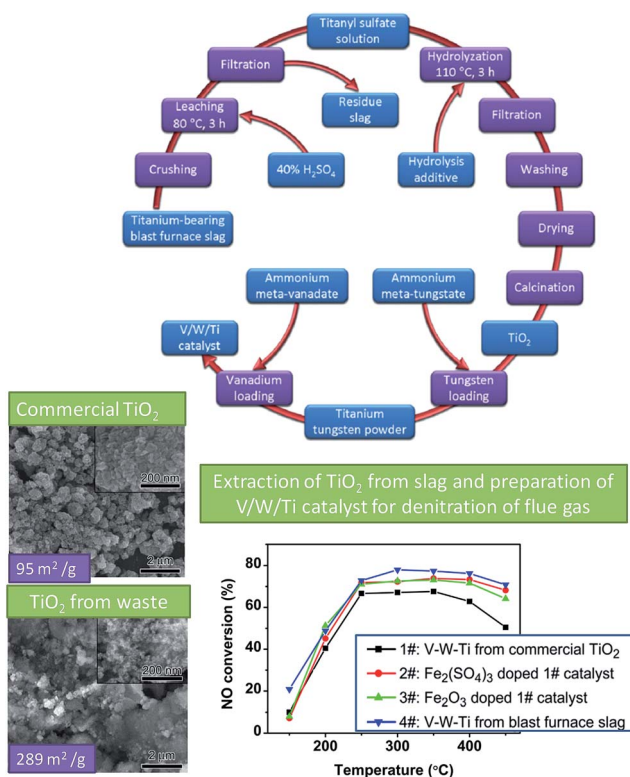 Titanyl sulfate
solution
Filtration
Hydrolyzation
110 °C, 3 h
Leaching
80 °C, 3 h
Residue
slag
Filtration
Crushing
40% H₂SO₄
Hydrolysis
additive
Washing
Titanium-bearing
blast furnace slag
Drying
Ammonium
meta-vanadate
Ammonium
meta-tungstate
Calcination
V/W/Ti
catalyst
TiO₂
Vanadium
loading
Tungsten
loading
Titanium
tungsten powder
Commercial TiO₂
200 nm
2 μm
95 m²/g
TiO₂ from waste
200 nm
2 μm
289 m²/g
Extraction of TiO₂ from slag and preparation of
V/W/Ti catalyst for denitration of flue gas
NO conversion (%)
80
60
40
20
0
1#: V-W-Ti from commercial TiO₂
2#: Fe₂(SO₄)₃ doped 1# catalyst
3#: Fe₂O₃ doped 1# catalyst
4#: V-W-Ti from blast furnace slag
200 300 400
Temperature (°C)